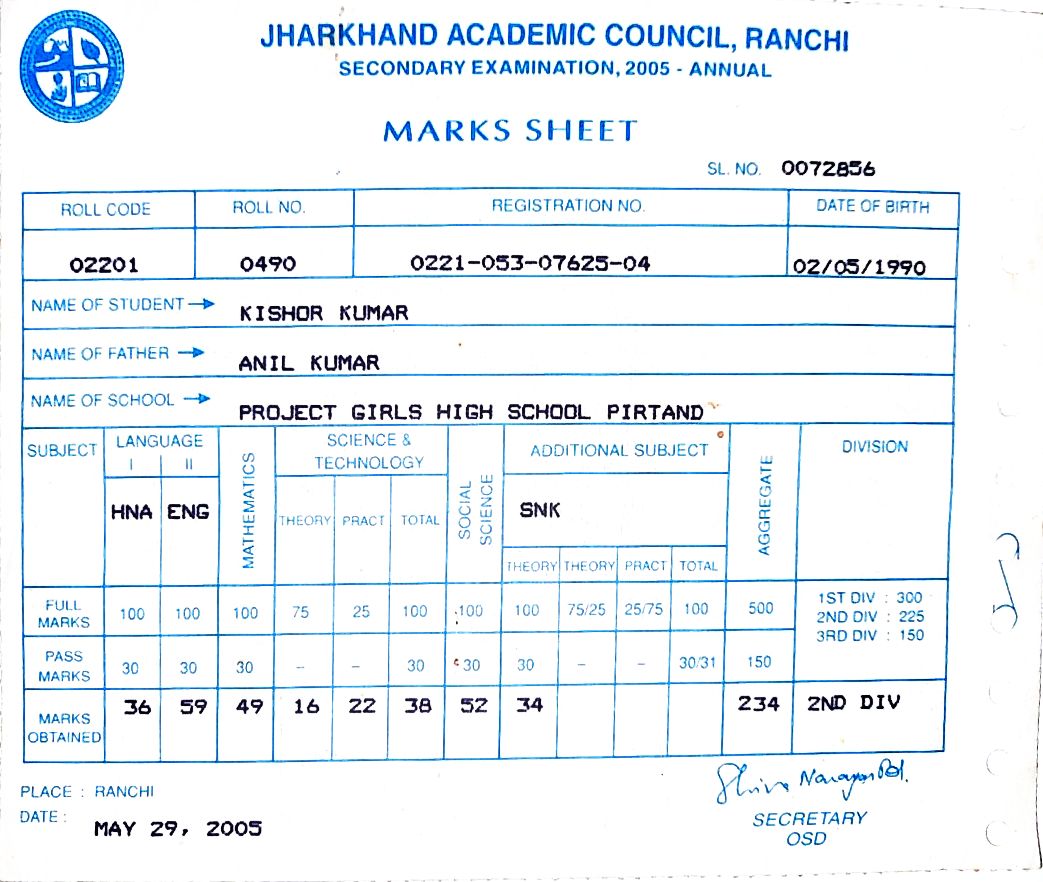 JHARKHAND ACADEMIC COUNCIL, RANCHI
SECONDARY EXAMINATION, 2005 - ANNUAL
MARKS SHEET
SL. NO. 0072856
ROLL CODE ROLL NO. REGISTRATION NO. DATE OF BIRTH
02201 0490 0221-053-07625-04 02/05/1990
NAME OF STUDENT → KISHOR KUMAR
NAME OF FATHER → ANIL KUMAR
NAME OF SCHOOL → PROJECT GIRLS HIGH SCHOOL PIRTAND
SUBJECT LANGUAGE MATHEMATICS SCIENCE & TECHNOLOGY SOCIAL SCIENCE ADDITIONAL SUBJECT AGGREGATE DIVISION
I II
HNA ENG THEORY PRACT TOTAL SNK
THEORY THEORY PRACT TOTAL
FULL MARKS 100 100 100 75 25 100 100 100 75/25 25/75 100 500
1ST DIV : 300
2ND DIV : 225
3RD DIV : 150
PASS MARKS 30 30 30 – – 30 30 30 – – 30/31 150
MARKS OBTAINED 36 59 49 16 22 38 52 34 234 2ND DIV
PLACE : RANCHI
DATE : MAY 29, 2005
Shiva Narayan
SECRETARY
OSD